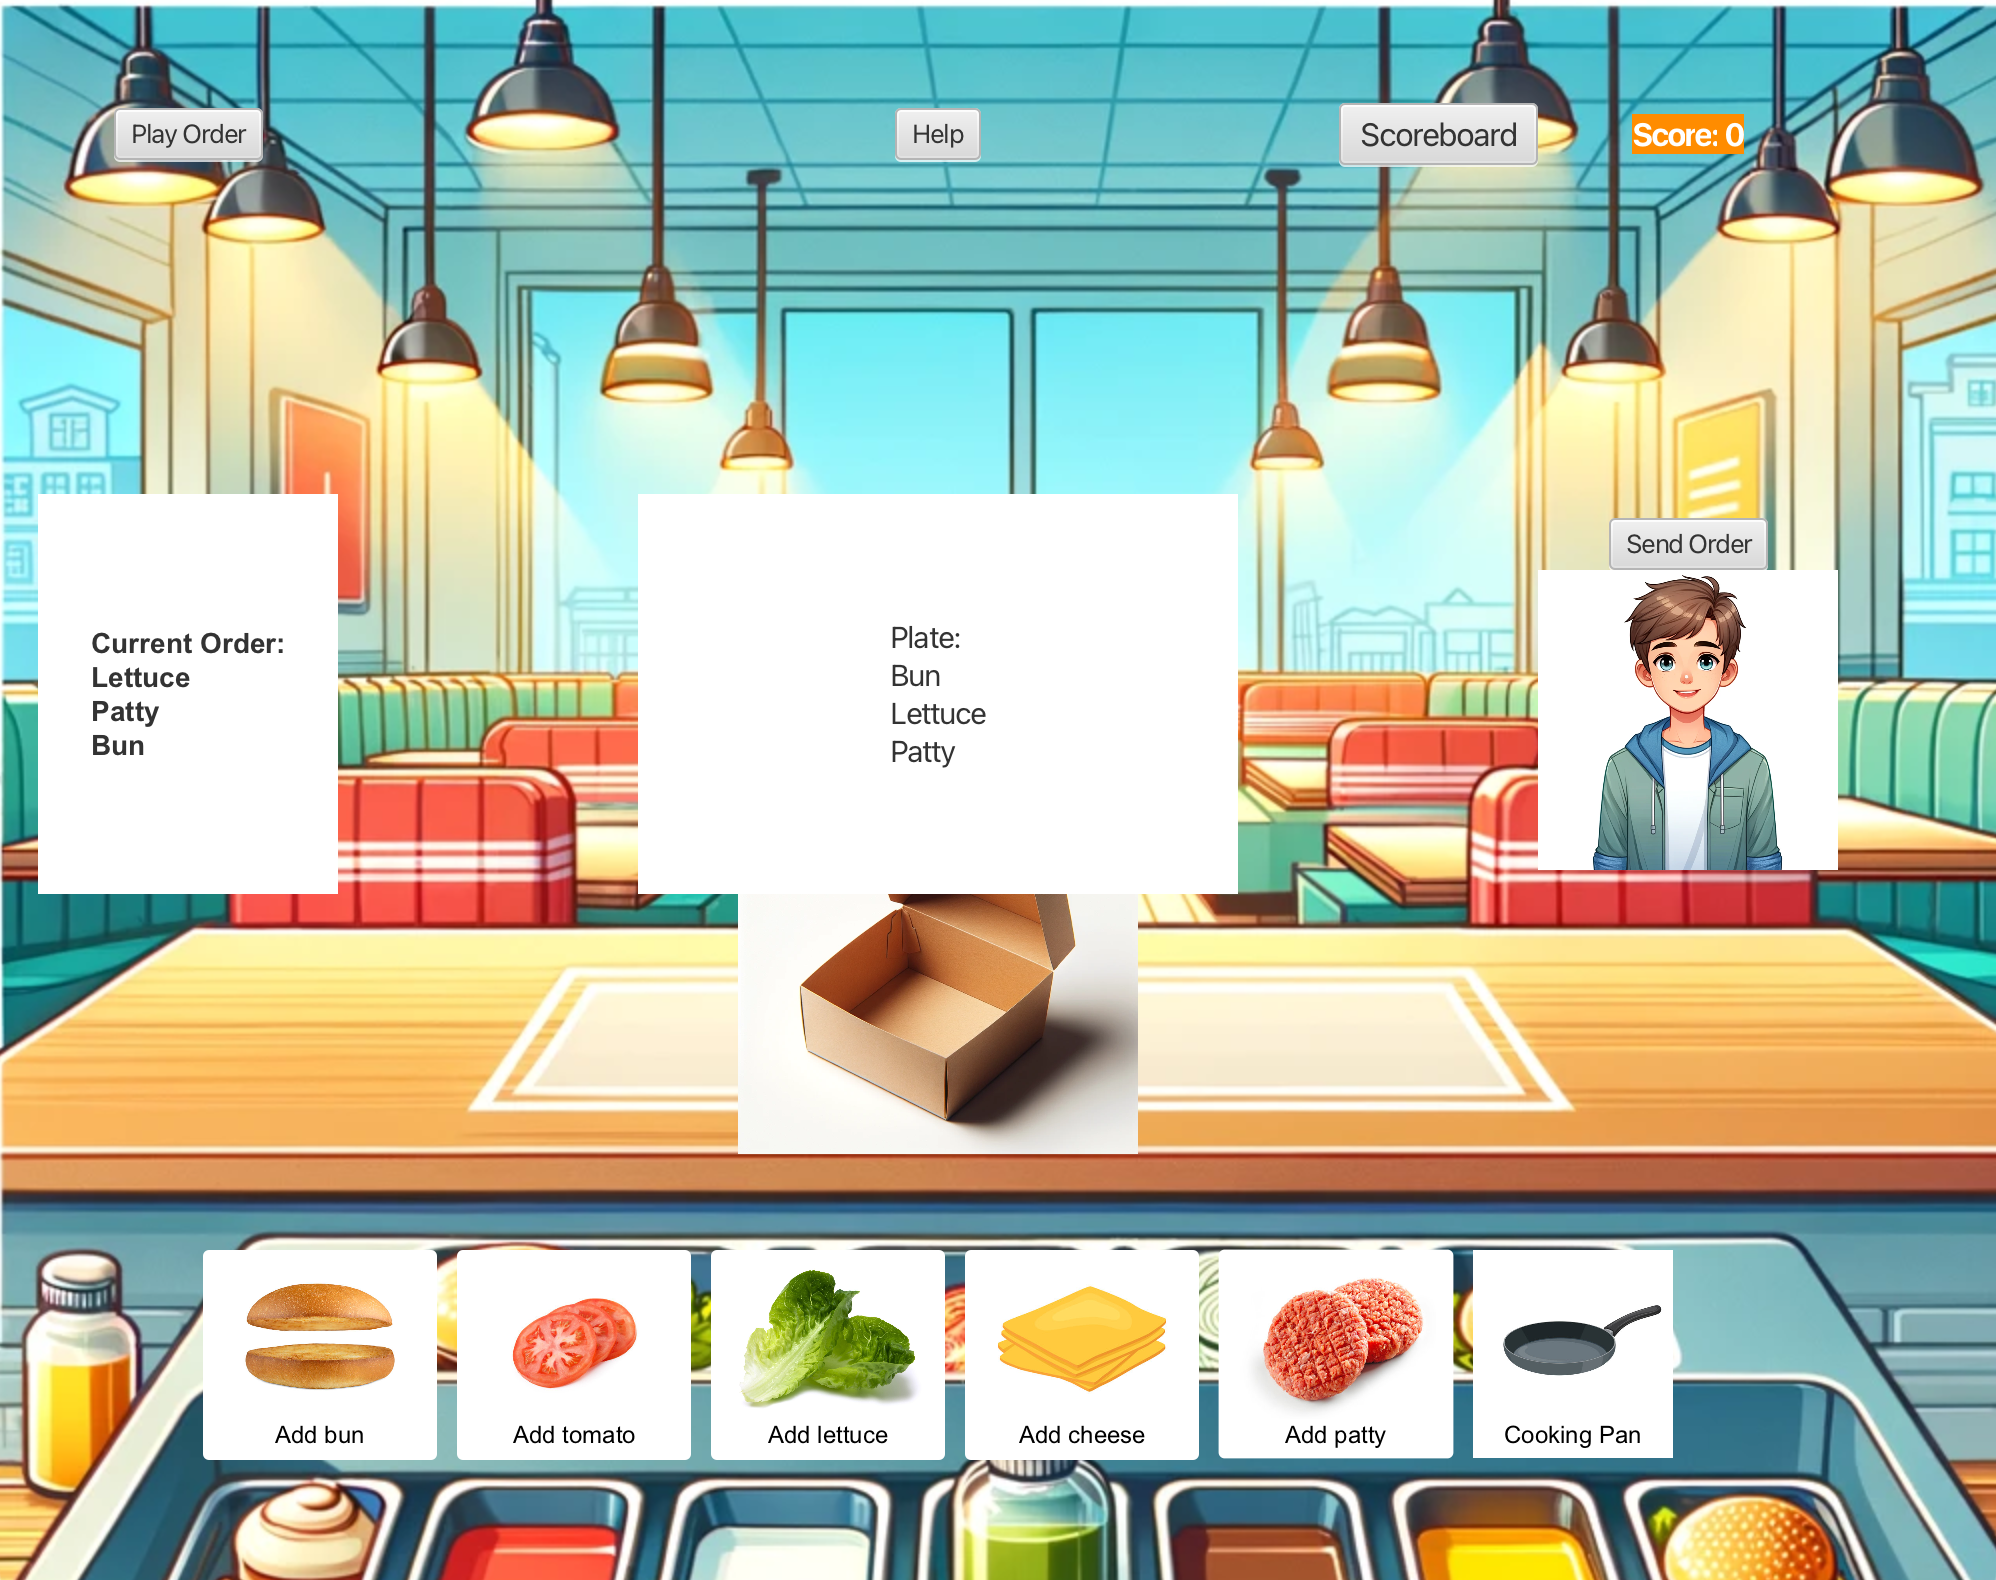 Play Order
Help
Scoreboard
Score: 0
Send Order
Current Order:
Lettuce
Patty
Bun
Plate:
Bun
Lettuce
Patty
Add bun
Add tomato
Add lettuce
Add cheese
Add patty
Cooking Pan